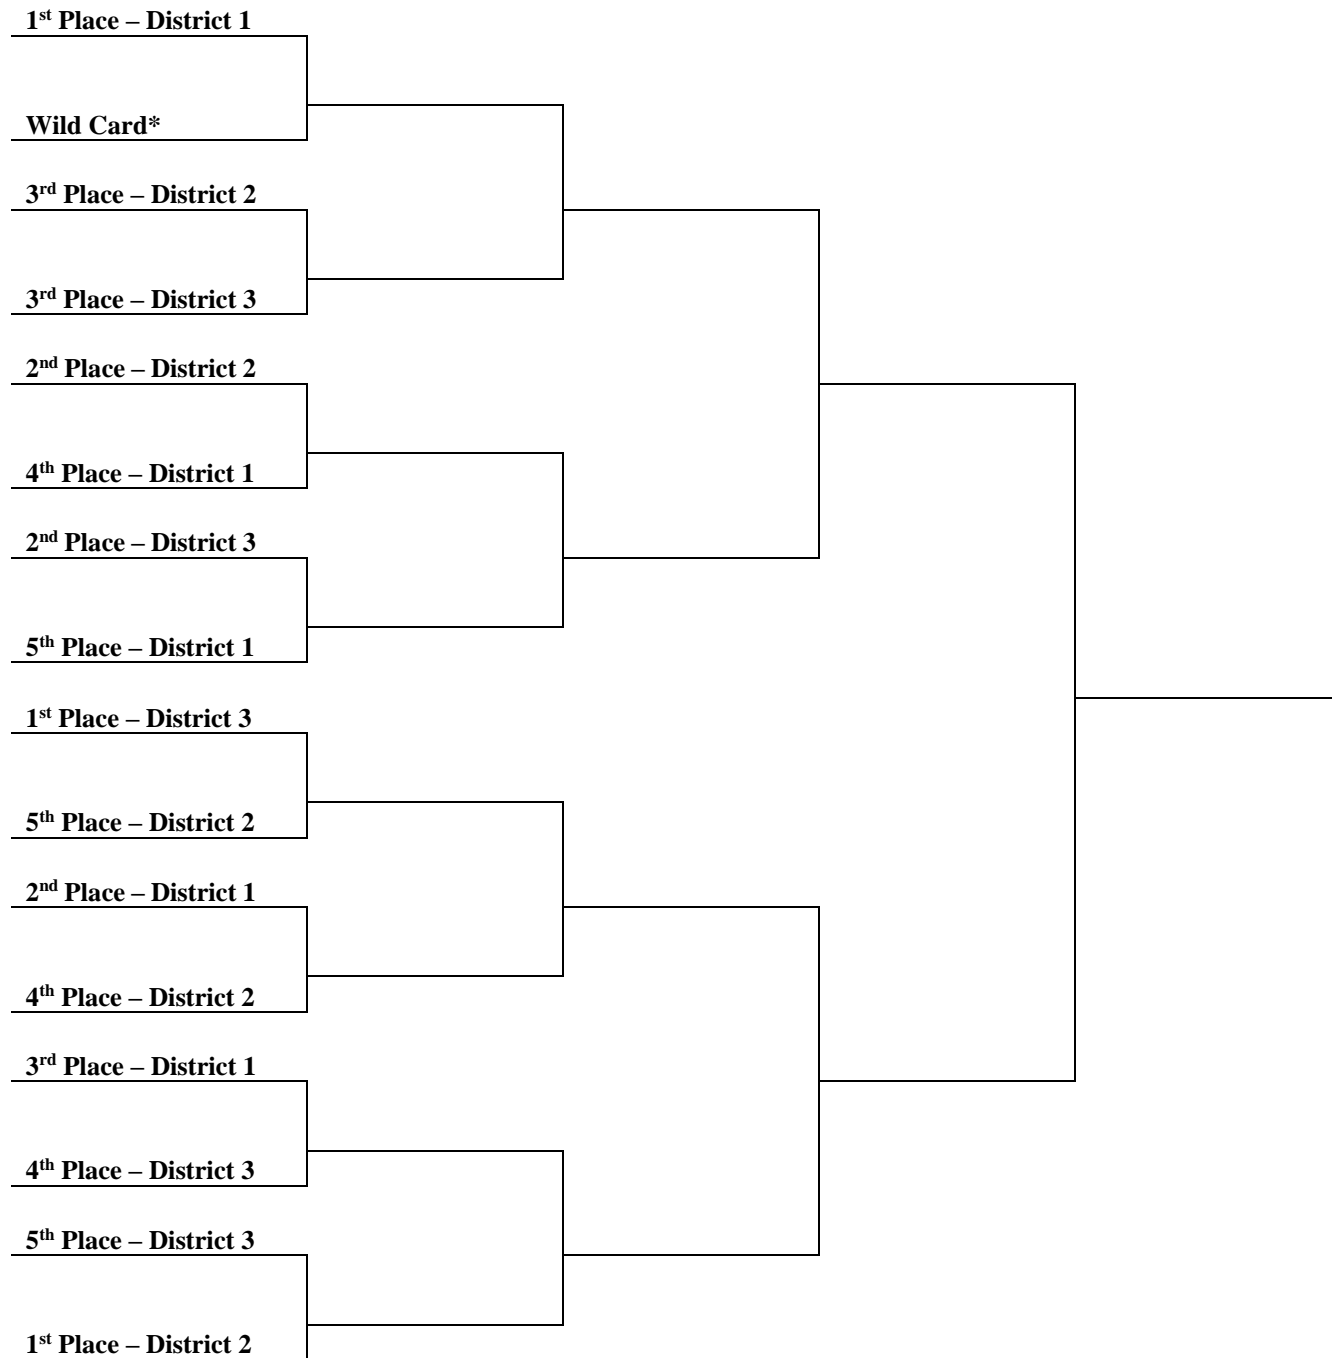 1st Place – District 1
Wild Card*
3rd Place – District 2
3rd Place – District 3
2nd Place – District 2
4th Place – District 1
2nd Place – District 3
5th Place – District 1
1st Place – District 3
5th Place – District 2
2nd Place – District 1
4th Place – District 2
3rd Place – District 1
4th Place – District 3
5th Place – District 3
1st Place – District 2